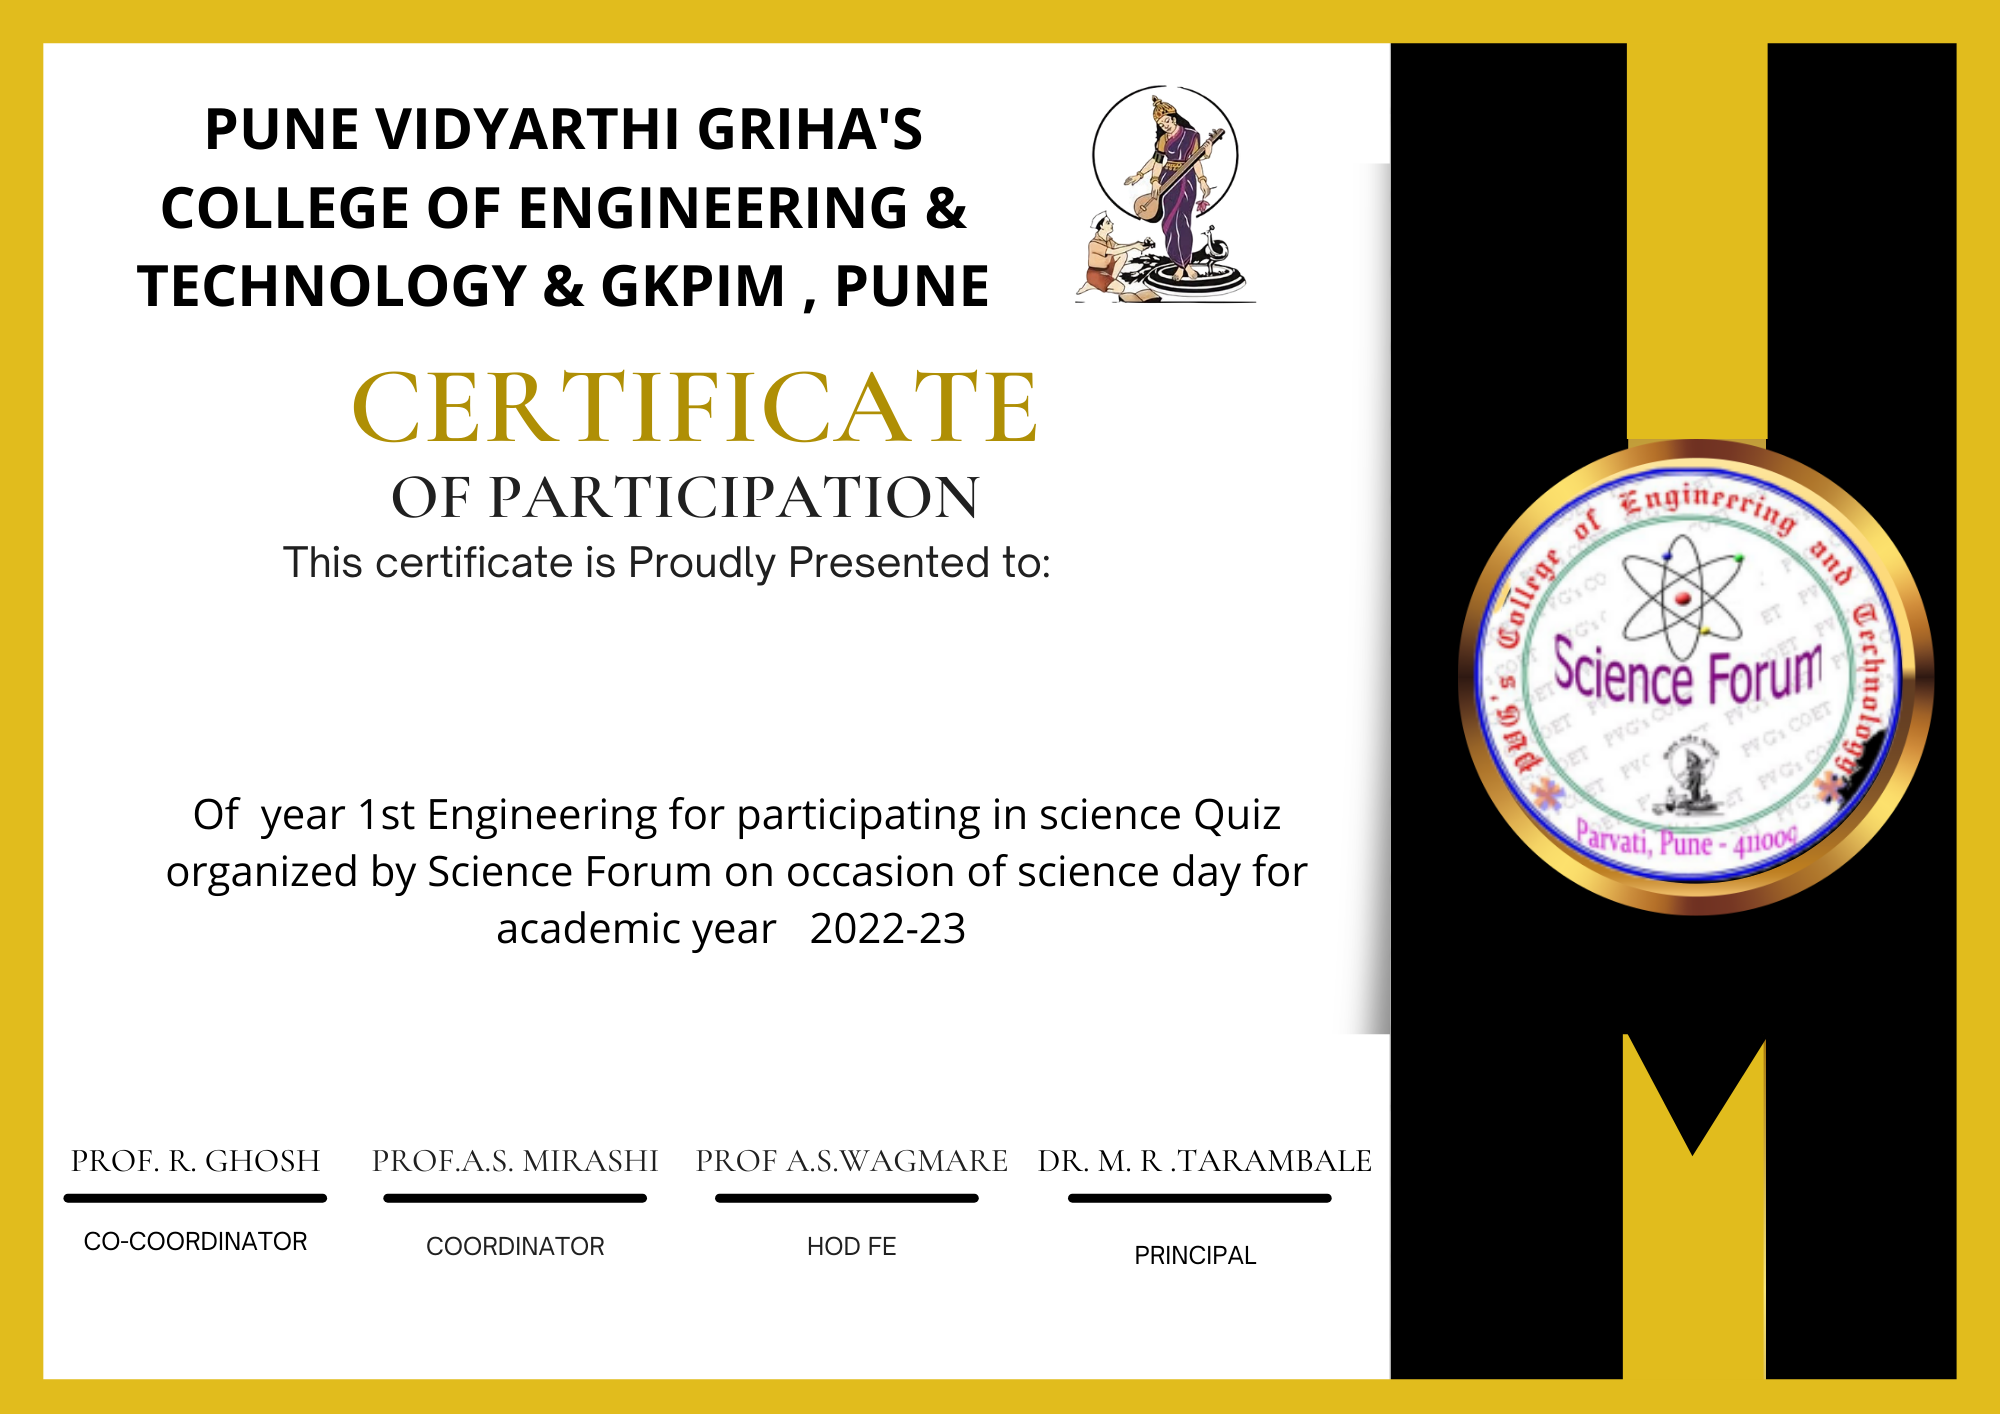 PUNE VIDYARTHI GRIHA'S
COLLEGE OF ENGINEERING &
TECHNOLOGY & GKPIM , PUNE
CERTIFICATE
OF PARTICIPATION
This certificate is Proudly Presented to:
Of year 1st Engineering for participating in science Quiz
organized by Science Forum on occasion of science day for
academic year 2022-23
PROF. R. GHOSH
CO-COORDINATOR
PROF.A.S. MIRASHI
COORDINATOR
PROF A.S.WAGMARE
HOD FE
DR. M. R .TARAMBALE
PRINCIPAL
PVG's College of Engineering and Technology
Science Forum
Parvati, Pune - 411009